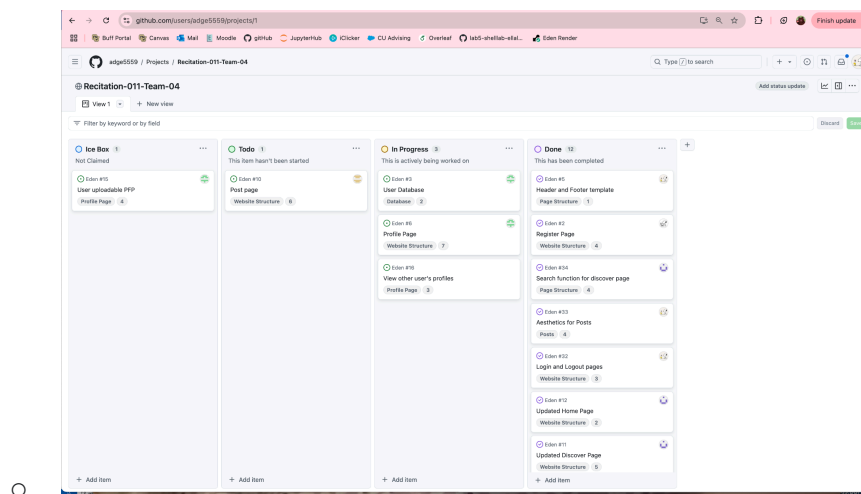 github.com/users/adge5559/projects/1
Finish update
Buff Portal
Canvas
Mail
Moodle
gitHub
JupyterHub
iClicker
CU Advising
Overleaf
lab5-shelllab-ellai...
Eden Render
adge5559 / Projects / Recitation-011-Team-04
Type / to search
Recitation-011-Team-04
Add status update
View 1
+ New view
Filter by keyword or by field
Discard
Save
Ice Box 1
Not Claimed
Eden #15
User uploadable PFP
Profile Page 4
+ Add item
Todo 1
This item hasn't been started
Eden #10
Post page
Website Structure 6
+ Add item
In Progress 3
This is actively being worked on
Eden #3
User Database
Database 2
Eden #6
Profile Page
Website Structure 7
Eden #16
View other user's profiles
Profile Page 3
+ Add item
Done 12
This has been completed
Eden #5
Header and Footer template
Page Structure 1
Eden #2
Register Page
Website Sturcture 4
Eden #34
Search function for discover page
Page Structure 4
Eden #33
Aesthetics for Posts
Posts 4
Eden #32
Login and Logout pages
Website Structure 3
Eden #12
Updated Home Page
Website Structure 2
Eden #11
Updated Discover Page
Website Structure 5
+ Add item